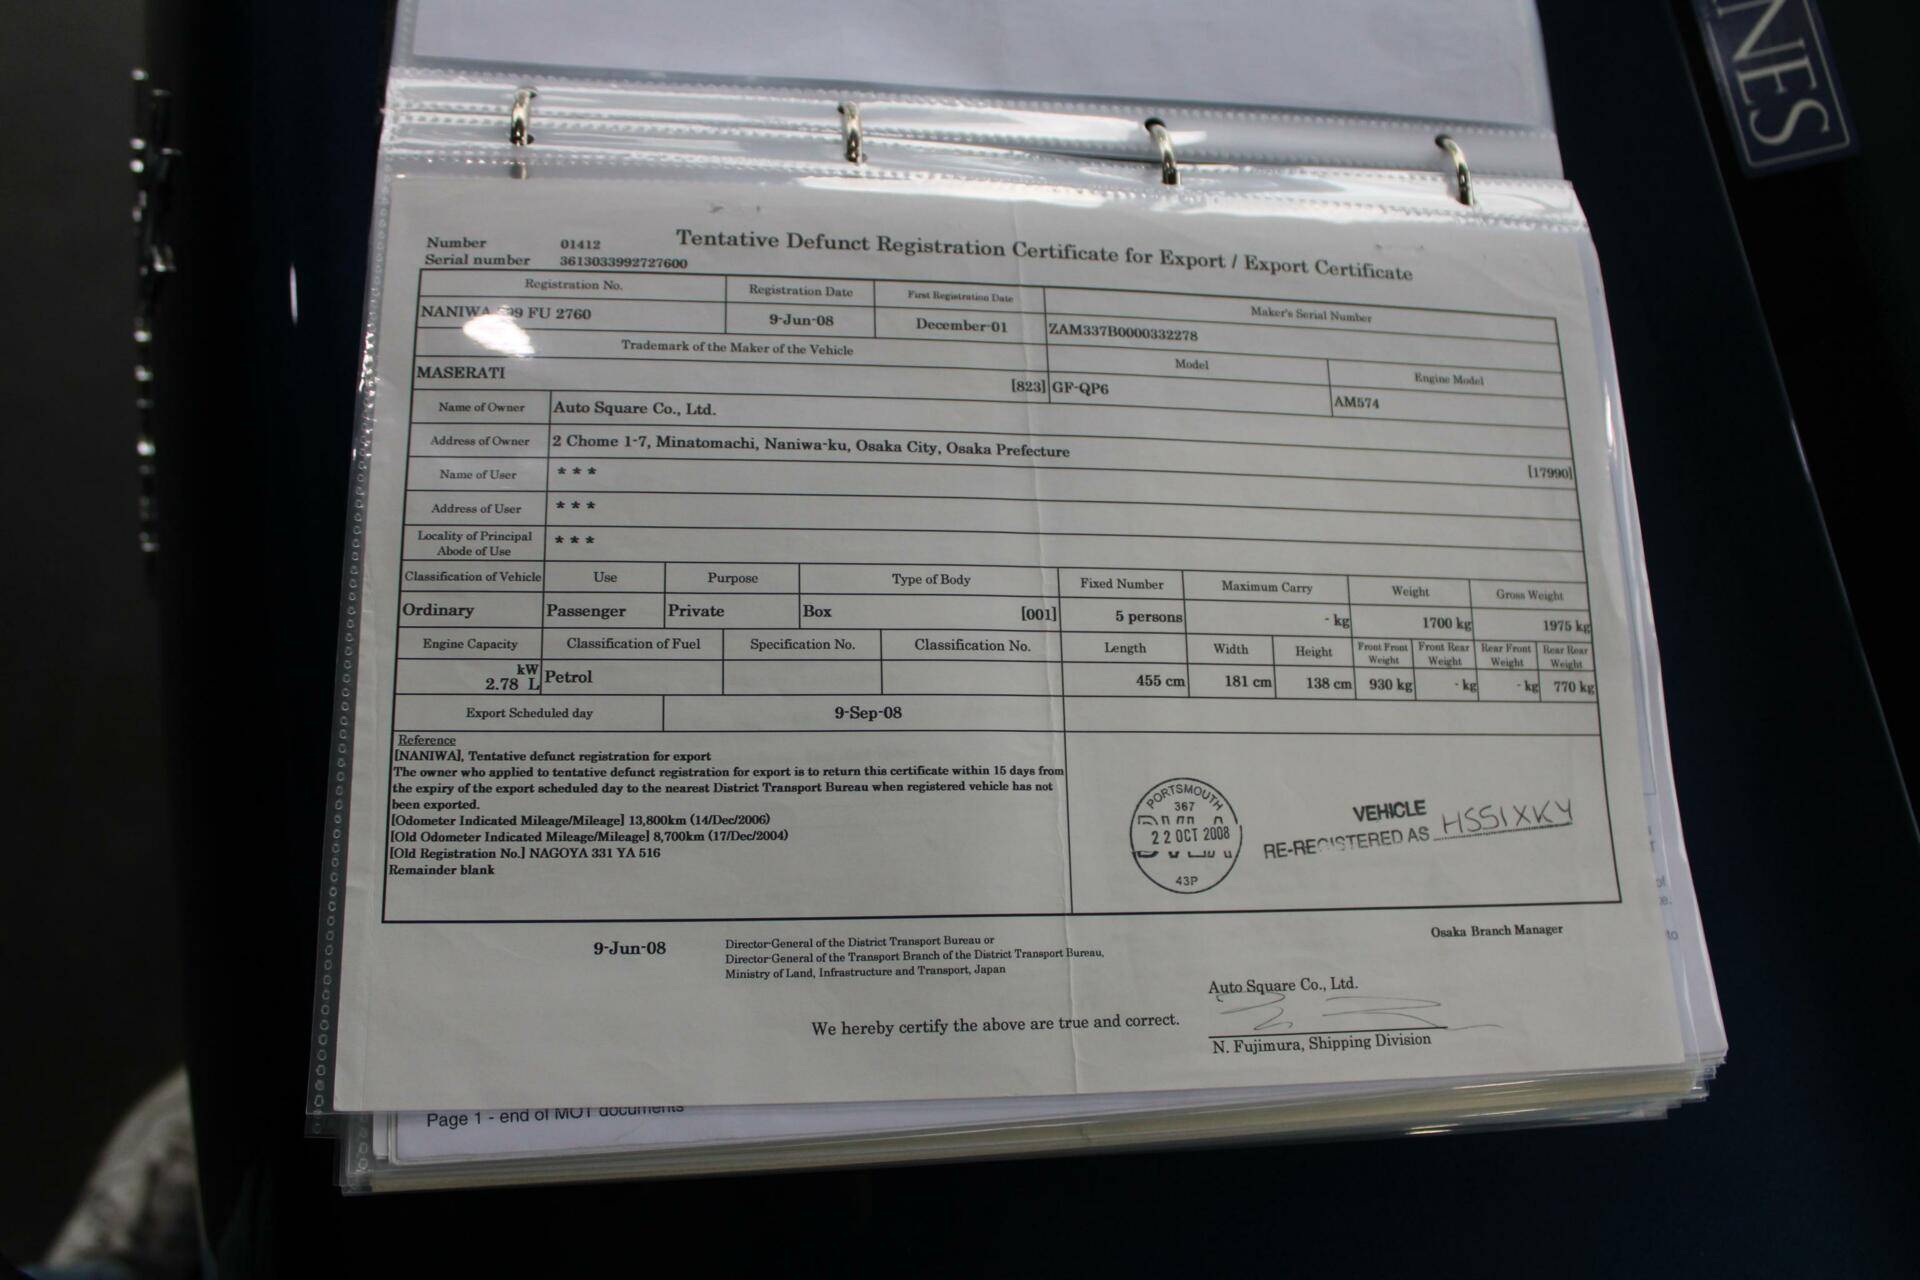 NES
Number 01412
Serial number 3613033992727600
Tentative Defunct Registration Certificate for Export / Export Certificate
Registration No. Registration Date First Registration Date Maker's Serial Number
NANIWA FU 2760 9-Jun-08 December-01 ZAM337B0000332278
Trademark of the Maker of the Vehicle Model Engine Model
MASERATI [823] GF-QP6 AM574
Name of Owner Auto Square Co., Ltd.
Address of Owner 2 Chome 1-7, Minatomachi, Naniwa-ku, Osaka City, Osaka Prefecture [17990]
Name of User * * *
Address of User * * *
Locality of Principal
Abode of Use * * *
Classification of Vehicle Use Purpose Type of Body Fixed Number Maximum Carry Weight Gross Weight
Ordinary Passenger Private Box [001] 5 persons - kg 1700 kg 1975 kg
Engine Capacity Classification of Fuel Specification No. Classification No. Length Width Height Front Front Weight Front Rear Weight Rear Front Weight Rear Rear Weight
kW
2.78 L Petrol 455 cm 181 cm 138 cm 930 kg - kg - kg 770 kg
Export Scheduled day 9-Sep-08
Reference
[NANIWA], Tentative defunct registration for export
The owner who applied to tentative defunct registration for export is to return this certificate within 15 days from
the expiry of the export scheduled day to the nearest District Transport Bureau when registered vehicle has not
been exported.
[Odometer Indicated Mileage/Mileage] 13,800km (14/Dec/2006)
[Old Odometer Indicated Mileage/Mileage] 8,700km (17/Dec/2004)
[Old Registration No.] NAGOYA 331 YA 516
Remainder blank
PORTSMOUTH
367
22 OCT 2008
43P
VEHICLE
RE-REGISTERED AS HS51XKY
9-Jun-08
Director-General of the District Transport Bureau or
Director-General of the Transport Branch of the District Transport Bureau,
Ministry of Land, Infrastructure and Transport, Japan
Osaka Branch Manager
Auto Square Co., Ltd.
We hereby certify the above are true and correct.
N. Fujimura, Shipping Division
Page 1 - end of MOT documents